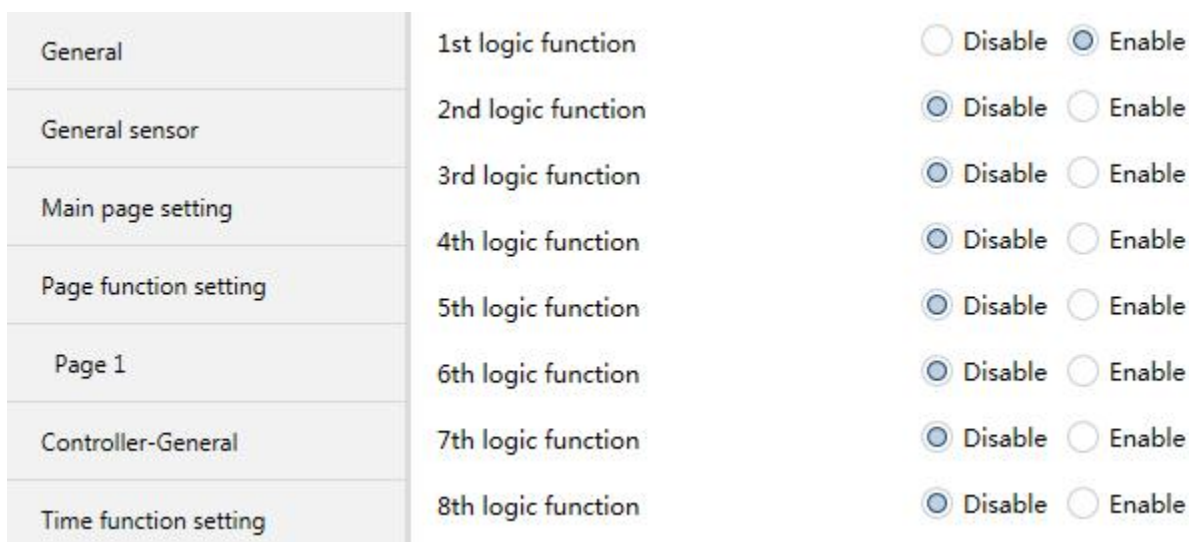 General
General sensor
Main page setting
Page function setting
Page 1
Controller-General
Time function setting
1st logic function Disable Enable
2nd logic function Disable Enable
3rd logic function Disable Enable
4th logic function Disable Enable
5th logic function Disable Enable
6th logic function Disable Enable
7th logic function Disable Enable
8th logic function Disable Enable